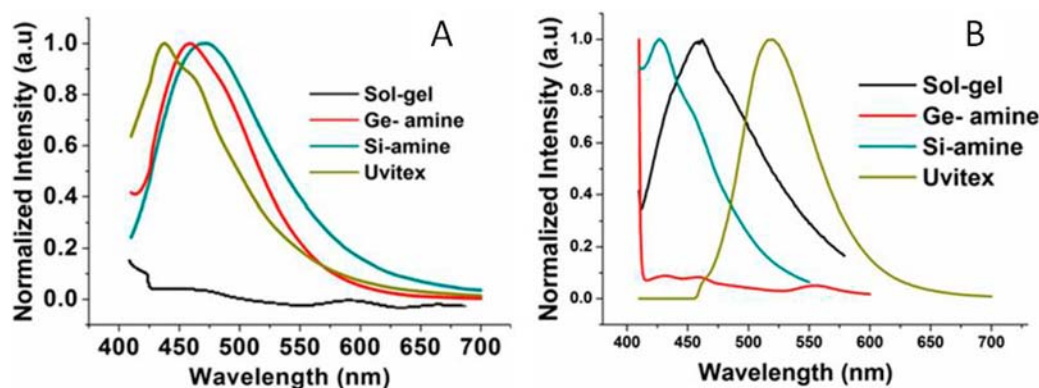 A
Normalized Intensity (a.u)
1.0
0.8
0.6
0.4
0.2
0.0
Sol-gel
Ge- amine
Si-amine
Uvitex
400 450 500 550 600 650 700
Wavelength (nm)
B
Normalized Intensity (a.u)
1.0
0.8
0.6
0.4
0.2
0.0
Sol-gel
Ge- amine
Si-amine
Uvitex
400 450 500 550 600 650 700
Wavelength (nm)